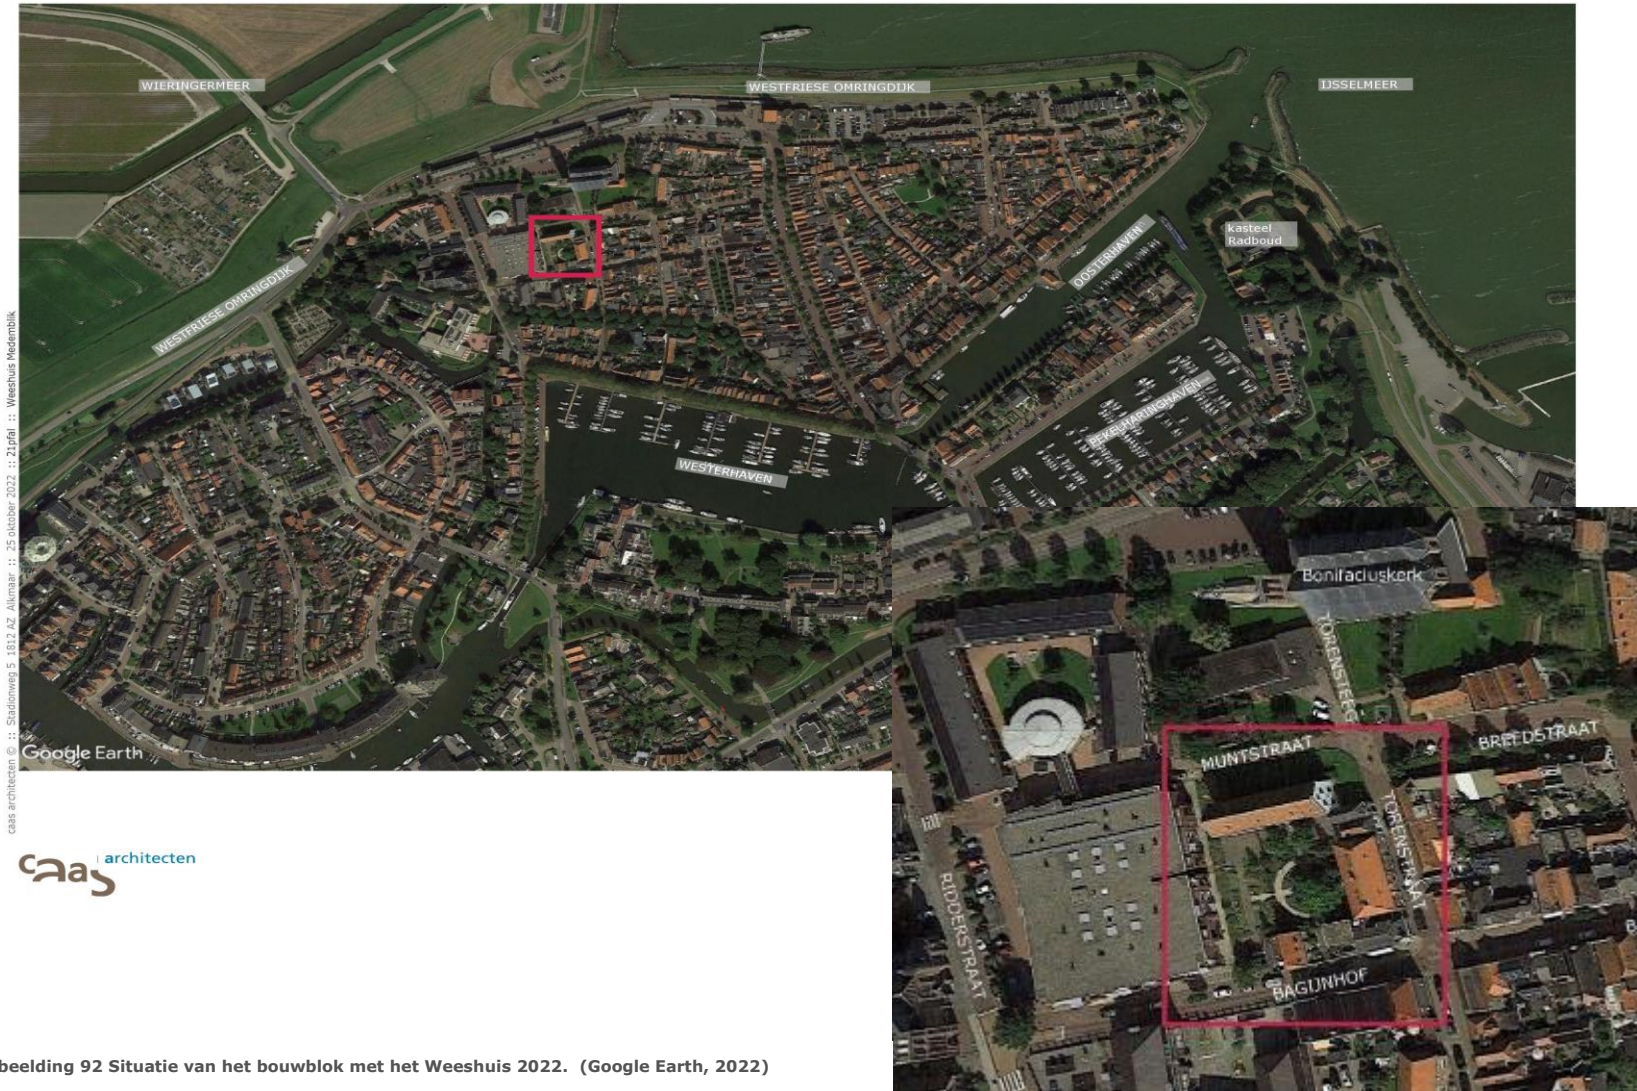 WIERINGERMEER
WESTFRIESE OMRINGDIJK
IJSSELMEER
kasteel
Radboud
OOSTERHAVEN
WESTFRIESE OMRINGDIJK
PEKELHARINGHAVEN
WESTERHAVEN
Google Earth
caas architecten © :: Stadionweg 5 1812 AZ Alkmaar :: 25 oktober 2022 :: 21pfal :: Weeshuis Medemblik
Bonifaciuskerk
TORENSTEEG
MUNTSTRAAT
BREEDSTRAAT
TORENSTRAAT
RIDDERSTRAAT
BAGIJNHOF
caas architecten
beelding 92 Situatie van het bouwblok met het Weeshuis 2022. (Google Earth, 2022)